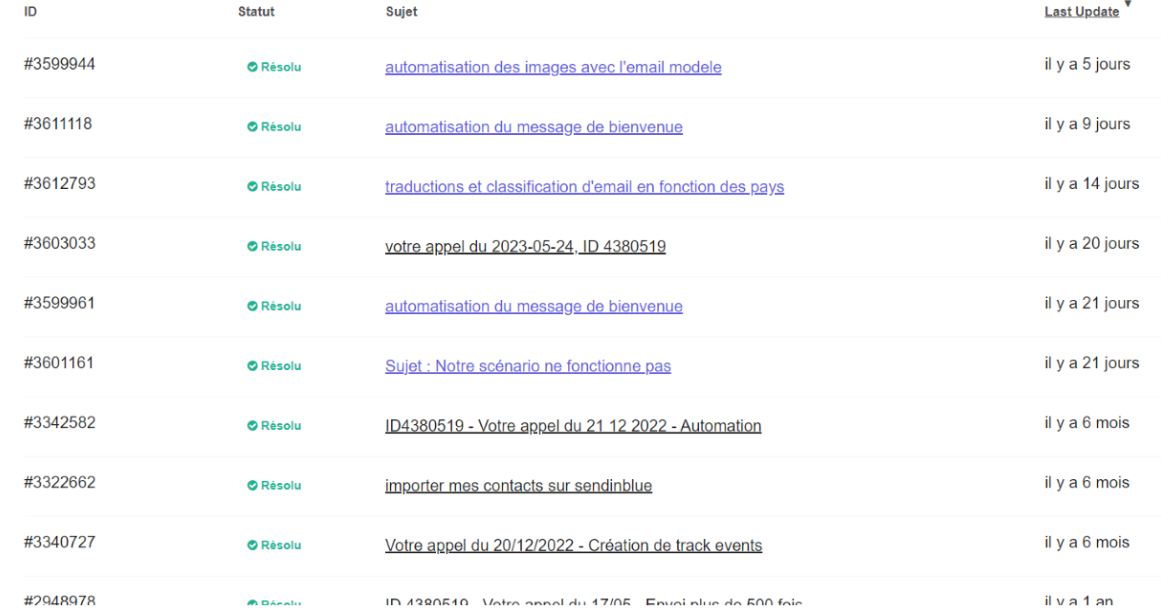 ID Statut Sujet Last Update ▼
#3599944 Résolu automatisation des images avec l'email modele il y a 5 jours
#3611118 Résolu automatisation du message de bienvenue il y a 9 jours
#3612793 Résolu traductions et classification d'email en fonction des pays il y a 14 jours
#3603033 Résolu votre appel du 2023-05-24, ID 4380519 il y a 20 jours
#3599961 Résolu automatisation du message de bienvenue il y a 21 jours
#3601161 Résolu Sujet : Notre scénario ne fonctionne pas il y a 21 jours
#3342582 Résolu ID4380519 - Votre appel du 21 12 2022 - Automation il y a 6 mois
#3322662 Résolu importer mes contacts sur sendinblue il y a 6 mois
#3340727 Résolu Votre appel du 20/12/2022 - Création de track events il y a 6 mois
#2948978 Résolu ID 4380519 - Votre appel du 17/05 - Envoi plus de 500 fois il y a 1 an